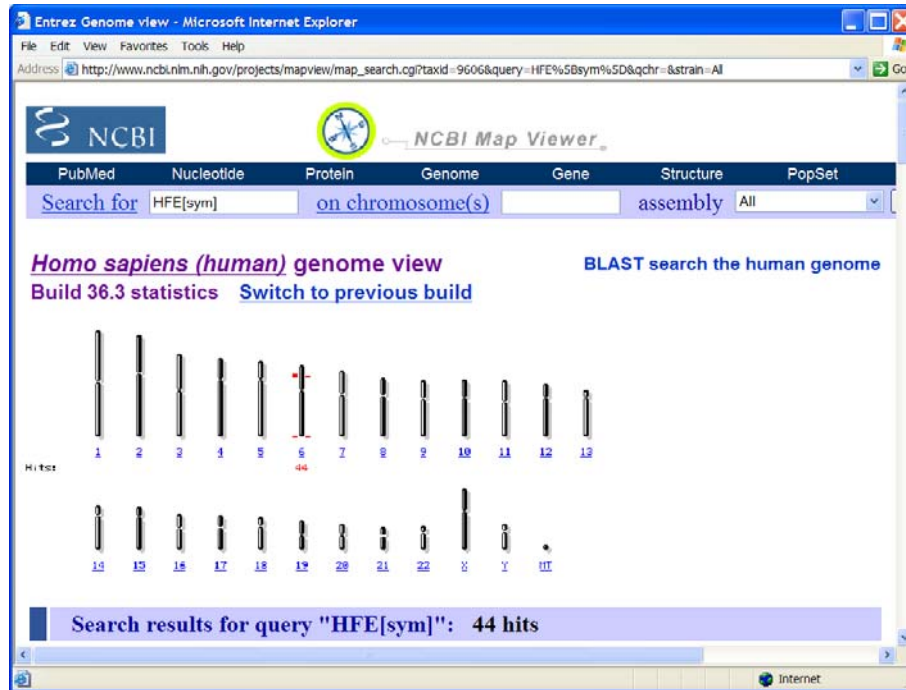 Entrez Genome view - Microsoft Internet Explorer
File Edit View Favorites Tools Help
Address http://www.ncbi.nlm.nih.gov/projects/mapview/map_search.cgi?taxid=9606&query=HFE%5Bsym%5D&qchr=&strain=All Go
NCBI NCBI Map Viewer
PubMed Nucleotide Protein Genome Gene Structure PopSet
Search for HFE[sym] on chromosome(s) assembly All
Homo sapiens (human) genome view BLAST search the human genome
Build 36.3 statistics Switch to previous build
1 2 3 4 5 6 7 8 9 10 11 12 13
Hits: 44
14 15 16 17 18 19 20 21 22 X Y MT
Search results for query "HFE[sym]": 44 hits
Internet